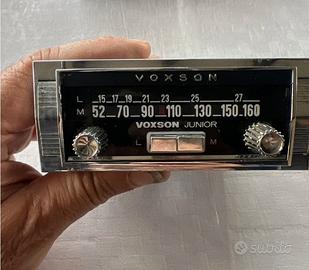 VOXSON
L 15 17 19 21 23 25 27
M 52 70 90 110 130 150 160
VOXSON JUNIOR
L M
subito